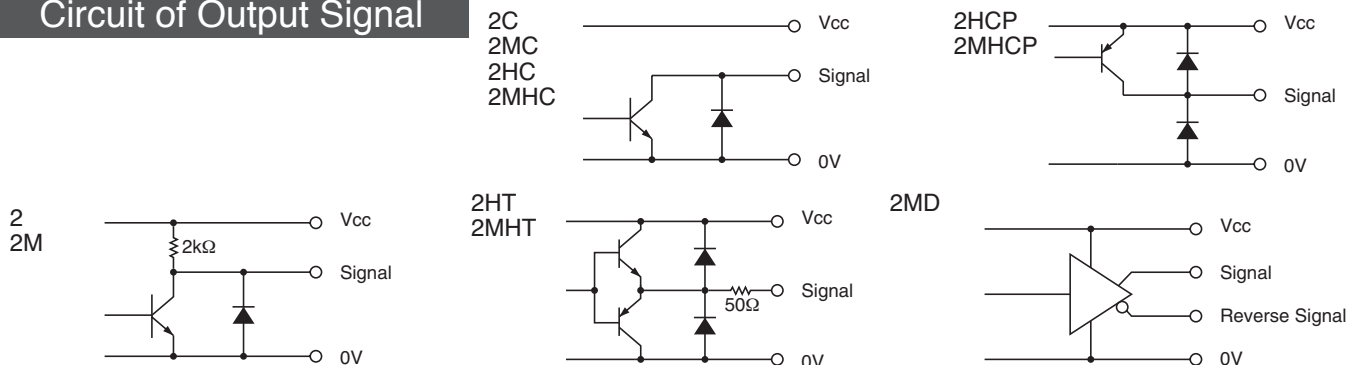 Circuit of Output Signal
2C
2MC
2HC
2MHC
Vcc
Signal
0V
2HCP
2MHCP
Vcc
Signal
0V
2
2M
Vcc
2kΩ
Signal
0V
2HT
2MHT
Vcc
Signal
50Ω
0V
2MD
Vcc
Signal
Reverse Signal
0V